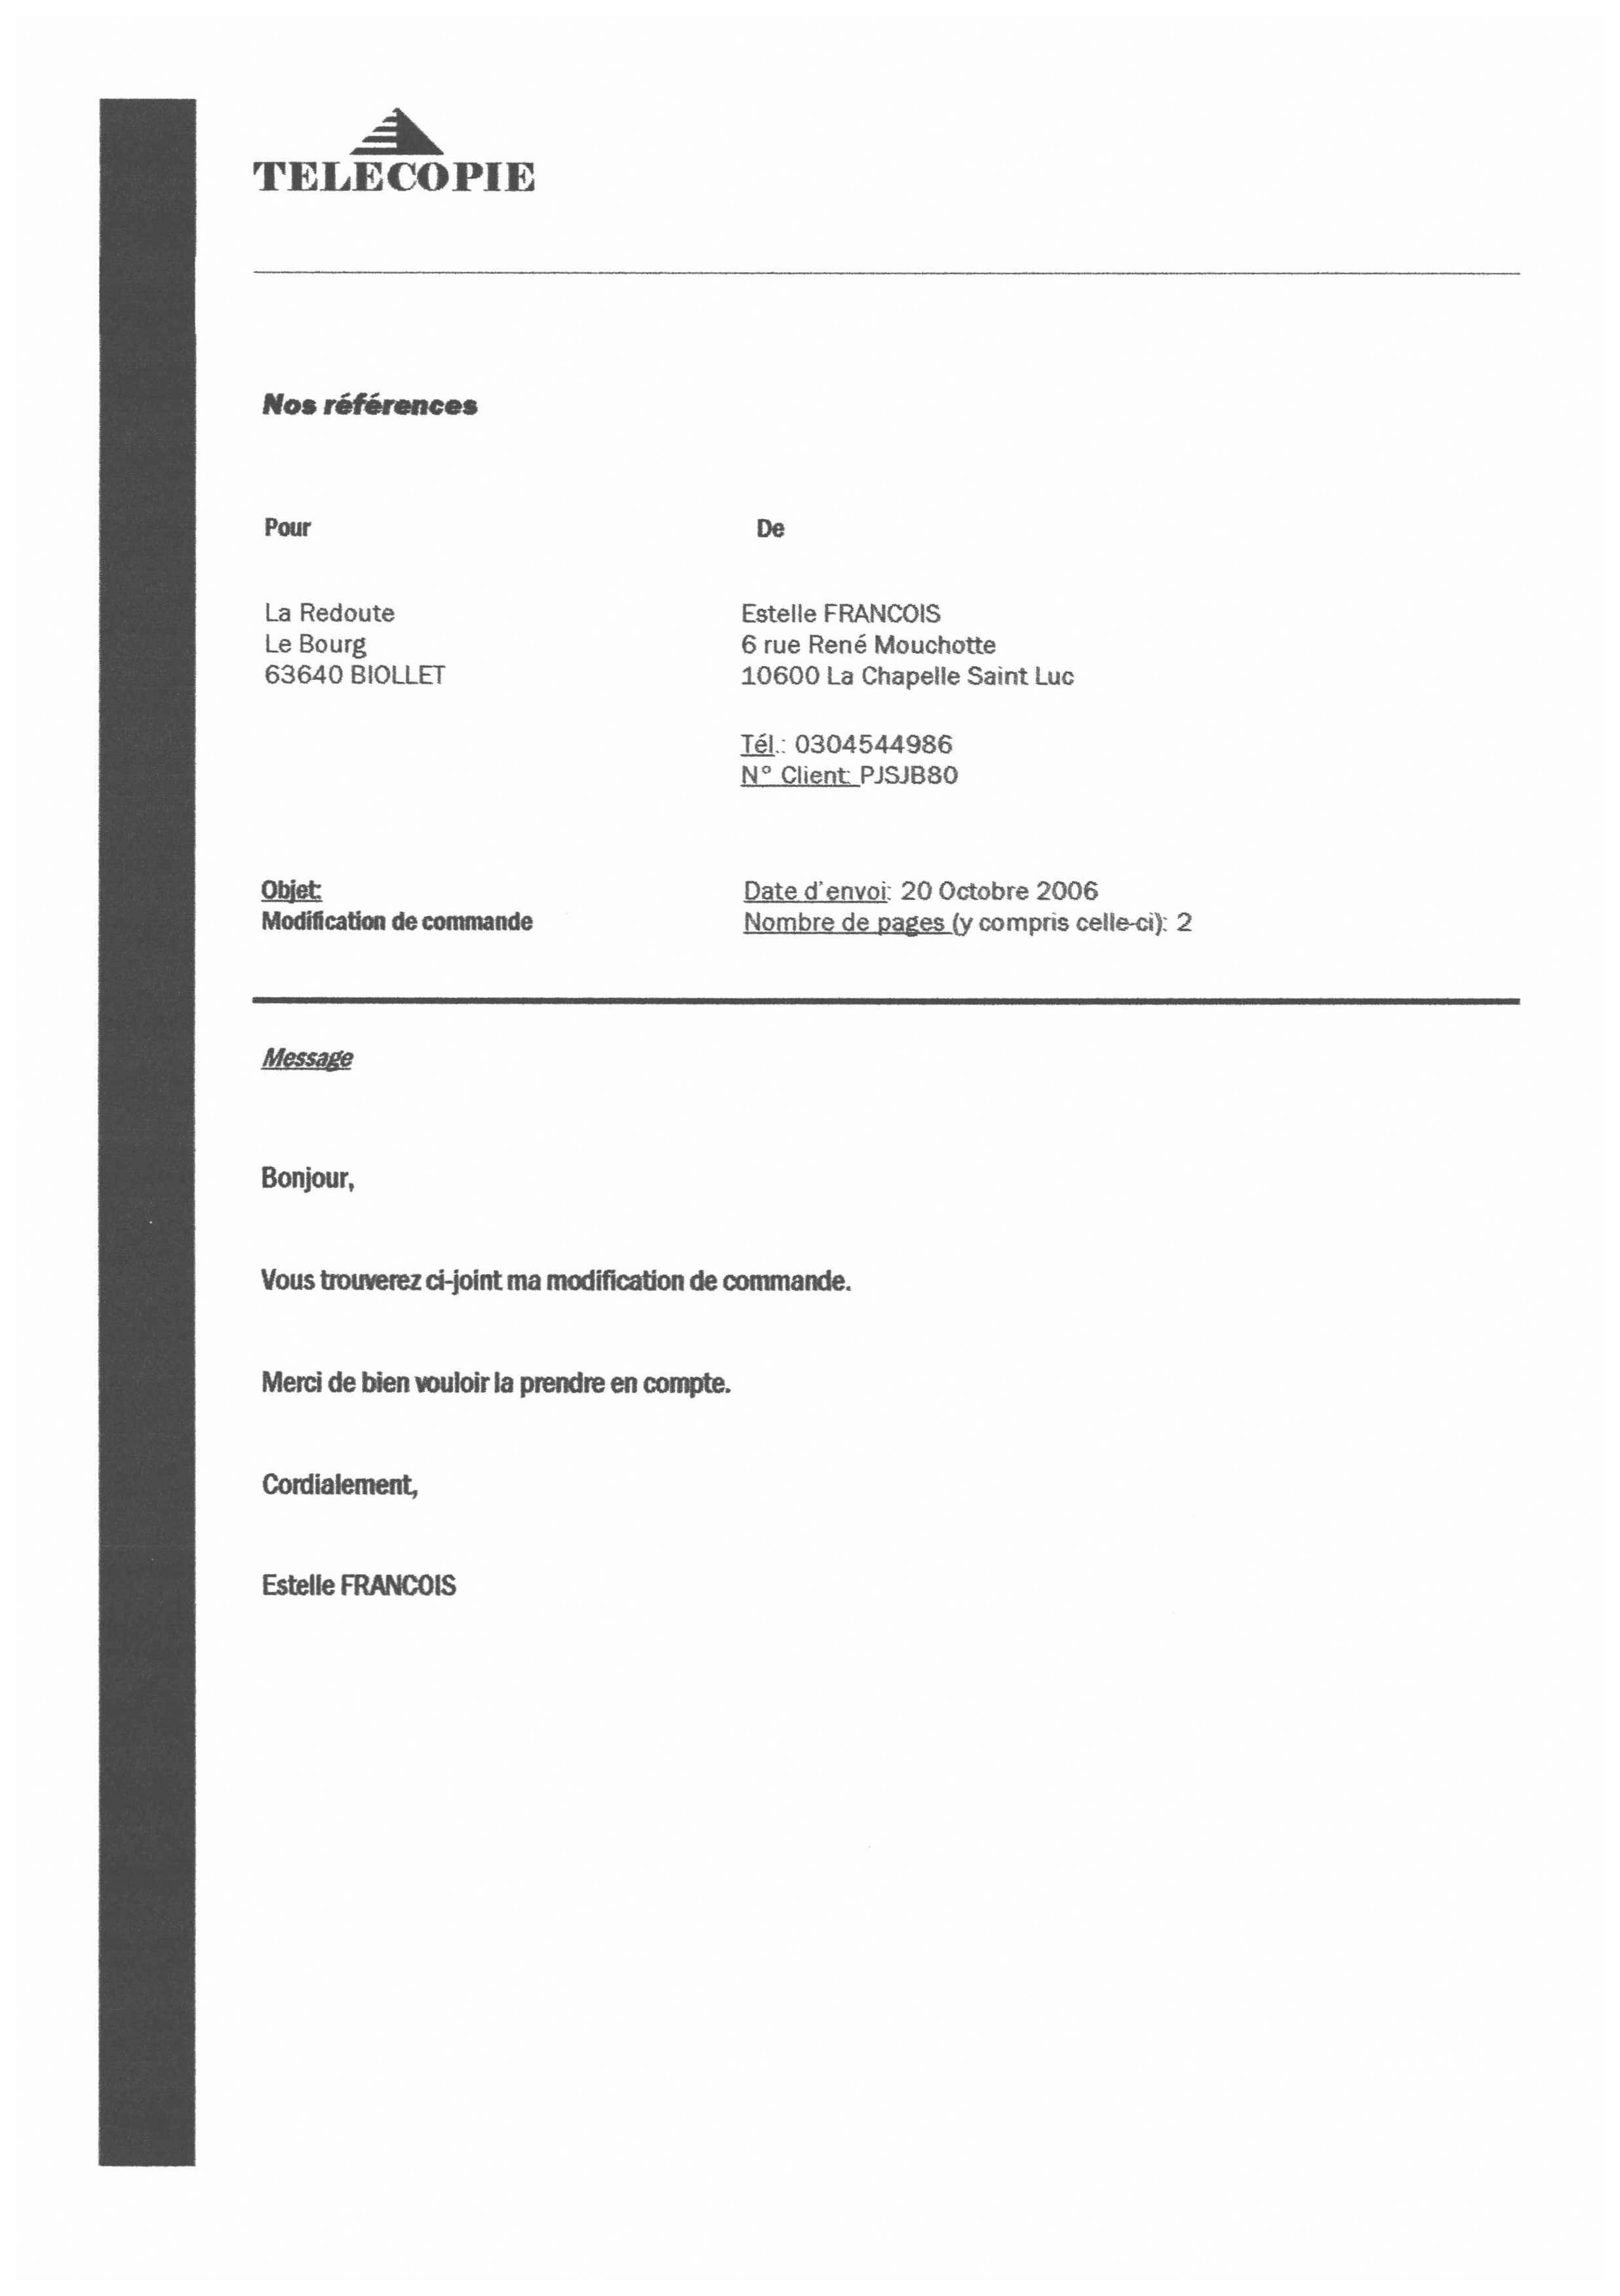 TELECOPIE
Nos références
Pour
De
La Redoute
Le Bourg
63640 BIOLLET
Estelle FRANCOIS
6 rue René Mouchotte
10600 La Chapelle Saint Luc
Tél.: 0304544986
N° Client: PJSJB80
Objet:
Modification de commande
Date d'envoi: 20 Octobre 2006
Nombre de pages (y compris celle-ci): 2
Message
Bonjour,
Vous trouverez ci-joint ma modification de commande.
Merci de bien vouloir la prendre en compte.
Cordialement,
Estelle FRANCOIS